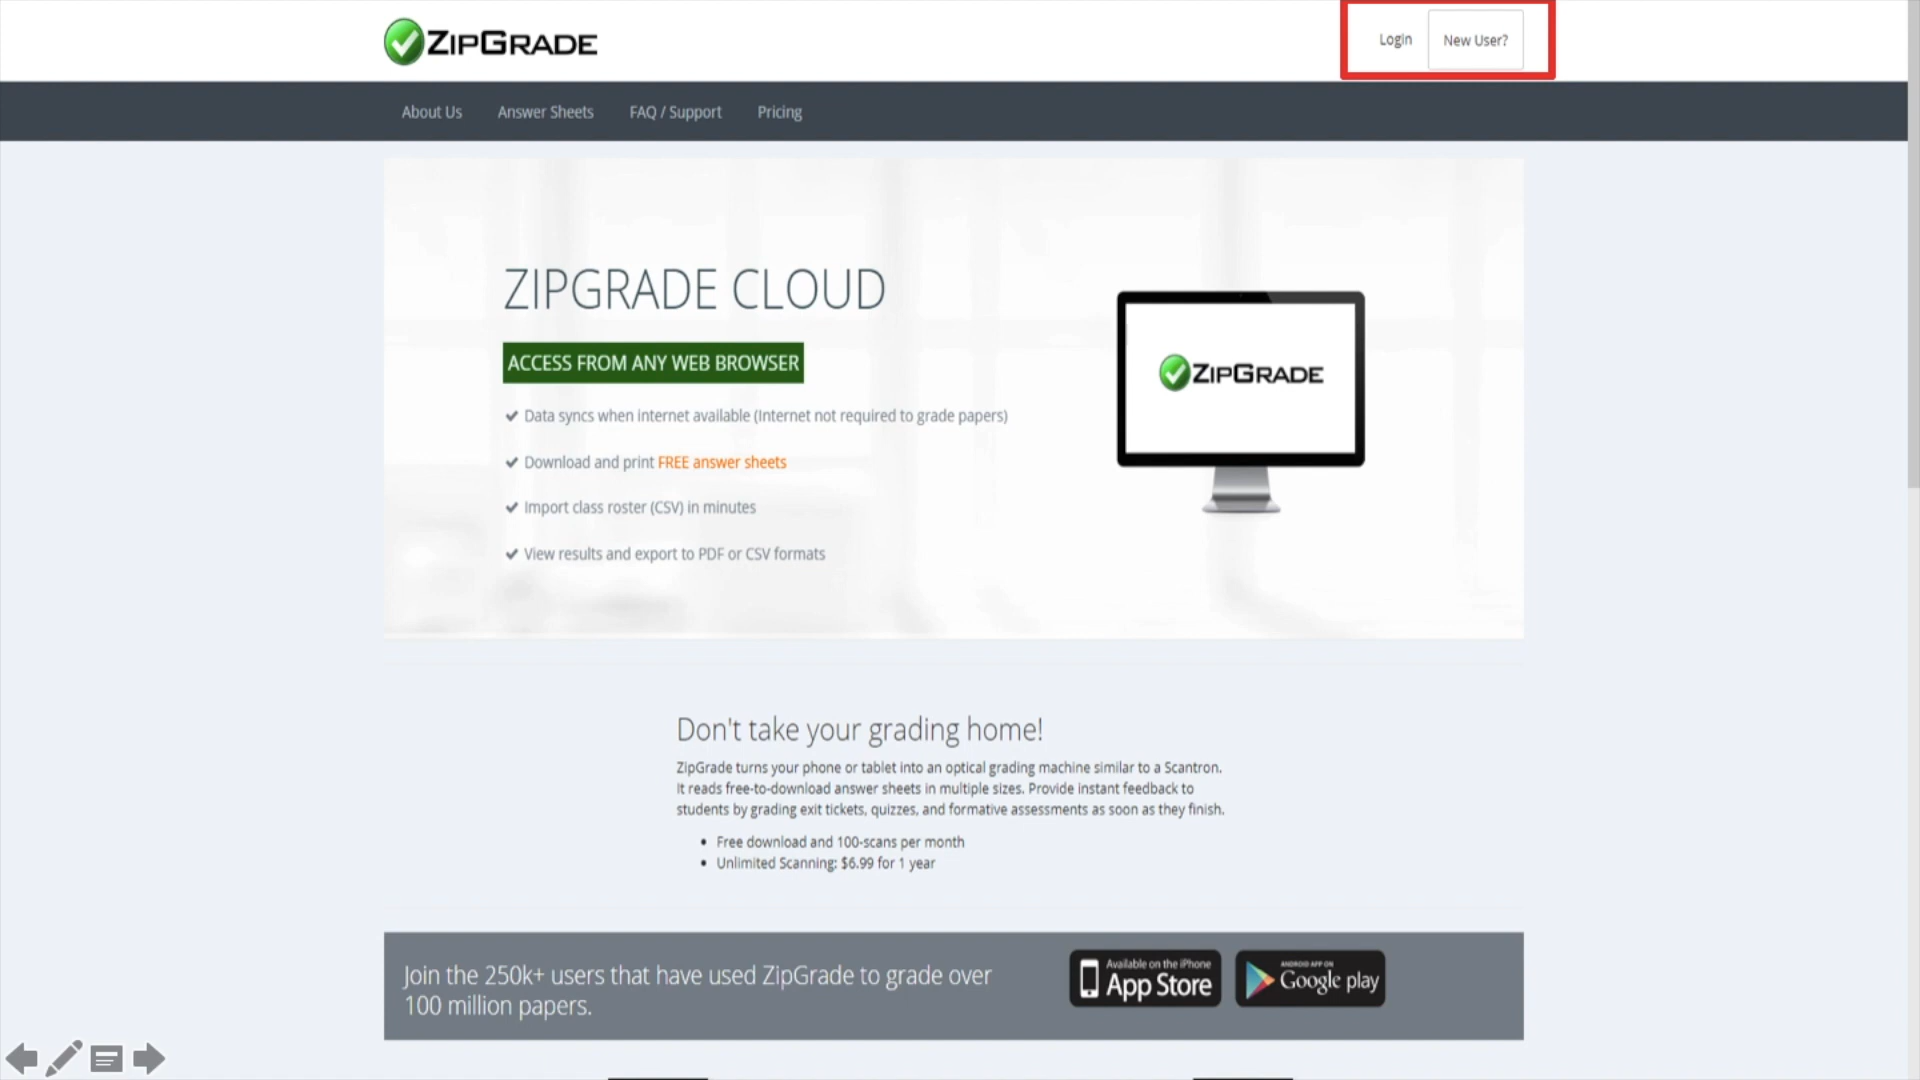 ZIPGRADE
Login
New User?
About Us
Answer Sheets
FAQ / Support
Pricing
ZIPGRADE CLOUD
ACCESS FROM ANY WEB BROWSER
Data syncs when internet available (Internet not required to grade papers)
Download and print FREE answer sheets
Import class roster (CSV) in minutes
View results and export to PDF or CSV formats
ZIPGRADE
Don't take your grading home!
ZipGrade turns your phone or tablet into an optical grading machine similar to a Scantron.
It reads free-to-download answer sheets in multiple sizes. Provide instant feedback to
students by grading exit tickets, quizzes, and formative assessments as soon as they finish.
Free download and 100-scans per month
Unlimited Scanning: $6.99 for 1 year
Join the 250k+ users that have used ZipGrade to grade over
100 million papers.
Available on the iPhone
App Store
ANDROID APP ON
Google play